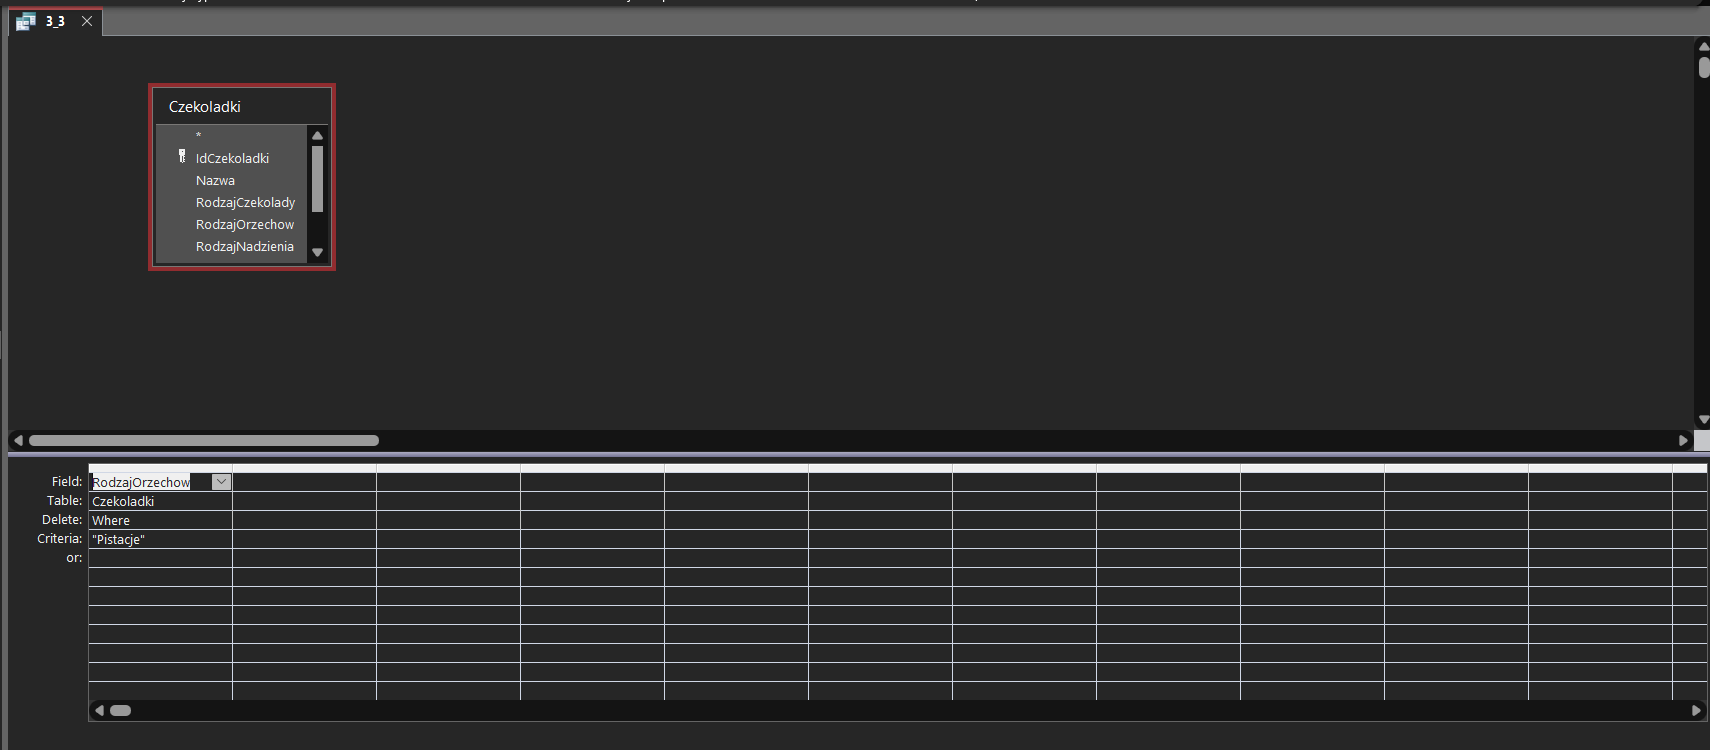 3_3
Czekoladki
*
IdCzekoladki
Nazwa
RodzajCzekolady
RodzajOrzechow
RodzajNadzienia
Field: RodzajOrzechow
Table: Czekoladki
Delete: Where
Criteria: "Pistacje"
or: